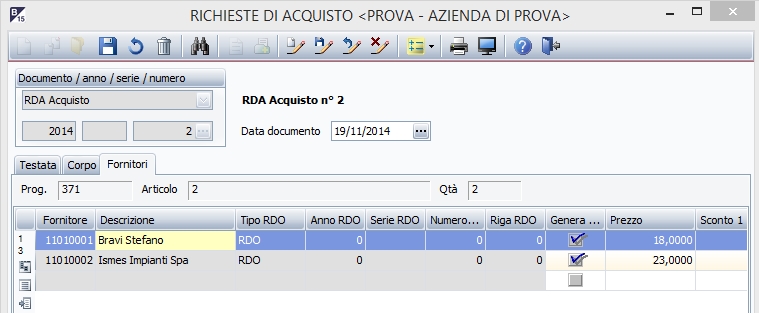 B
15
RICHIESTE DI ACQUISTO <PROVA - AZIENDA DI PROVA>
Documento / anno / serie / numero
RDA Acquisto
2014 2 ...
RDA Acquisto n° 2
Data documento 19/11/2014 ...
Testata Corpo Fornitori
Prog. 371 Articolo 2 Qtà 2
Fornitore Descrizione Tipo RDO Anno RDO Serie RDO Numero... Riga RDO Genera ... Prezzo Sconto 1
1 11010001 Bravi Stefano RDO 0 0 0 18,0000
3 11010002 Ismes Impianti Spa RDO 0 0 0 23,0000